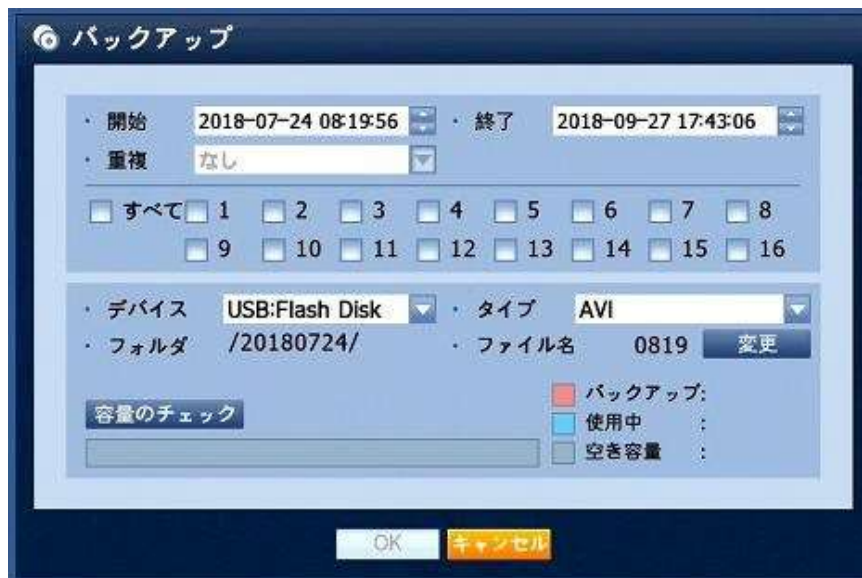 バックアップ
・ 開始 2018-07-24 08:19:56 ・ 終了 2018-09-27 17:43:06
・ 重複 なし
すべて 1 2 3 4 5 6 7 8
9 10 11 12 13 14 15 16
・ デバイス USB:Flash Disk ・ タイプ AVI
・ フォルダ /20180724/ ・ ファイル名 0819 変更
バックアップ:
容量のチェック
使用中 :
空き容量 :
OK キャンセル